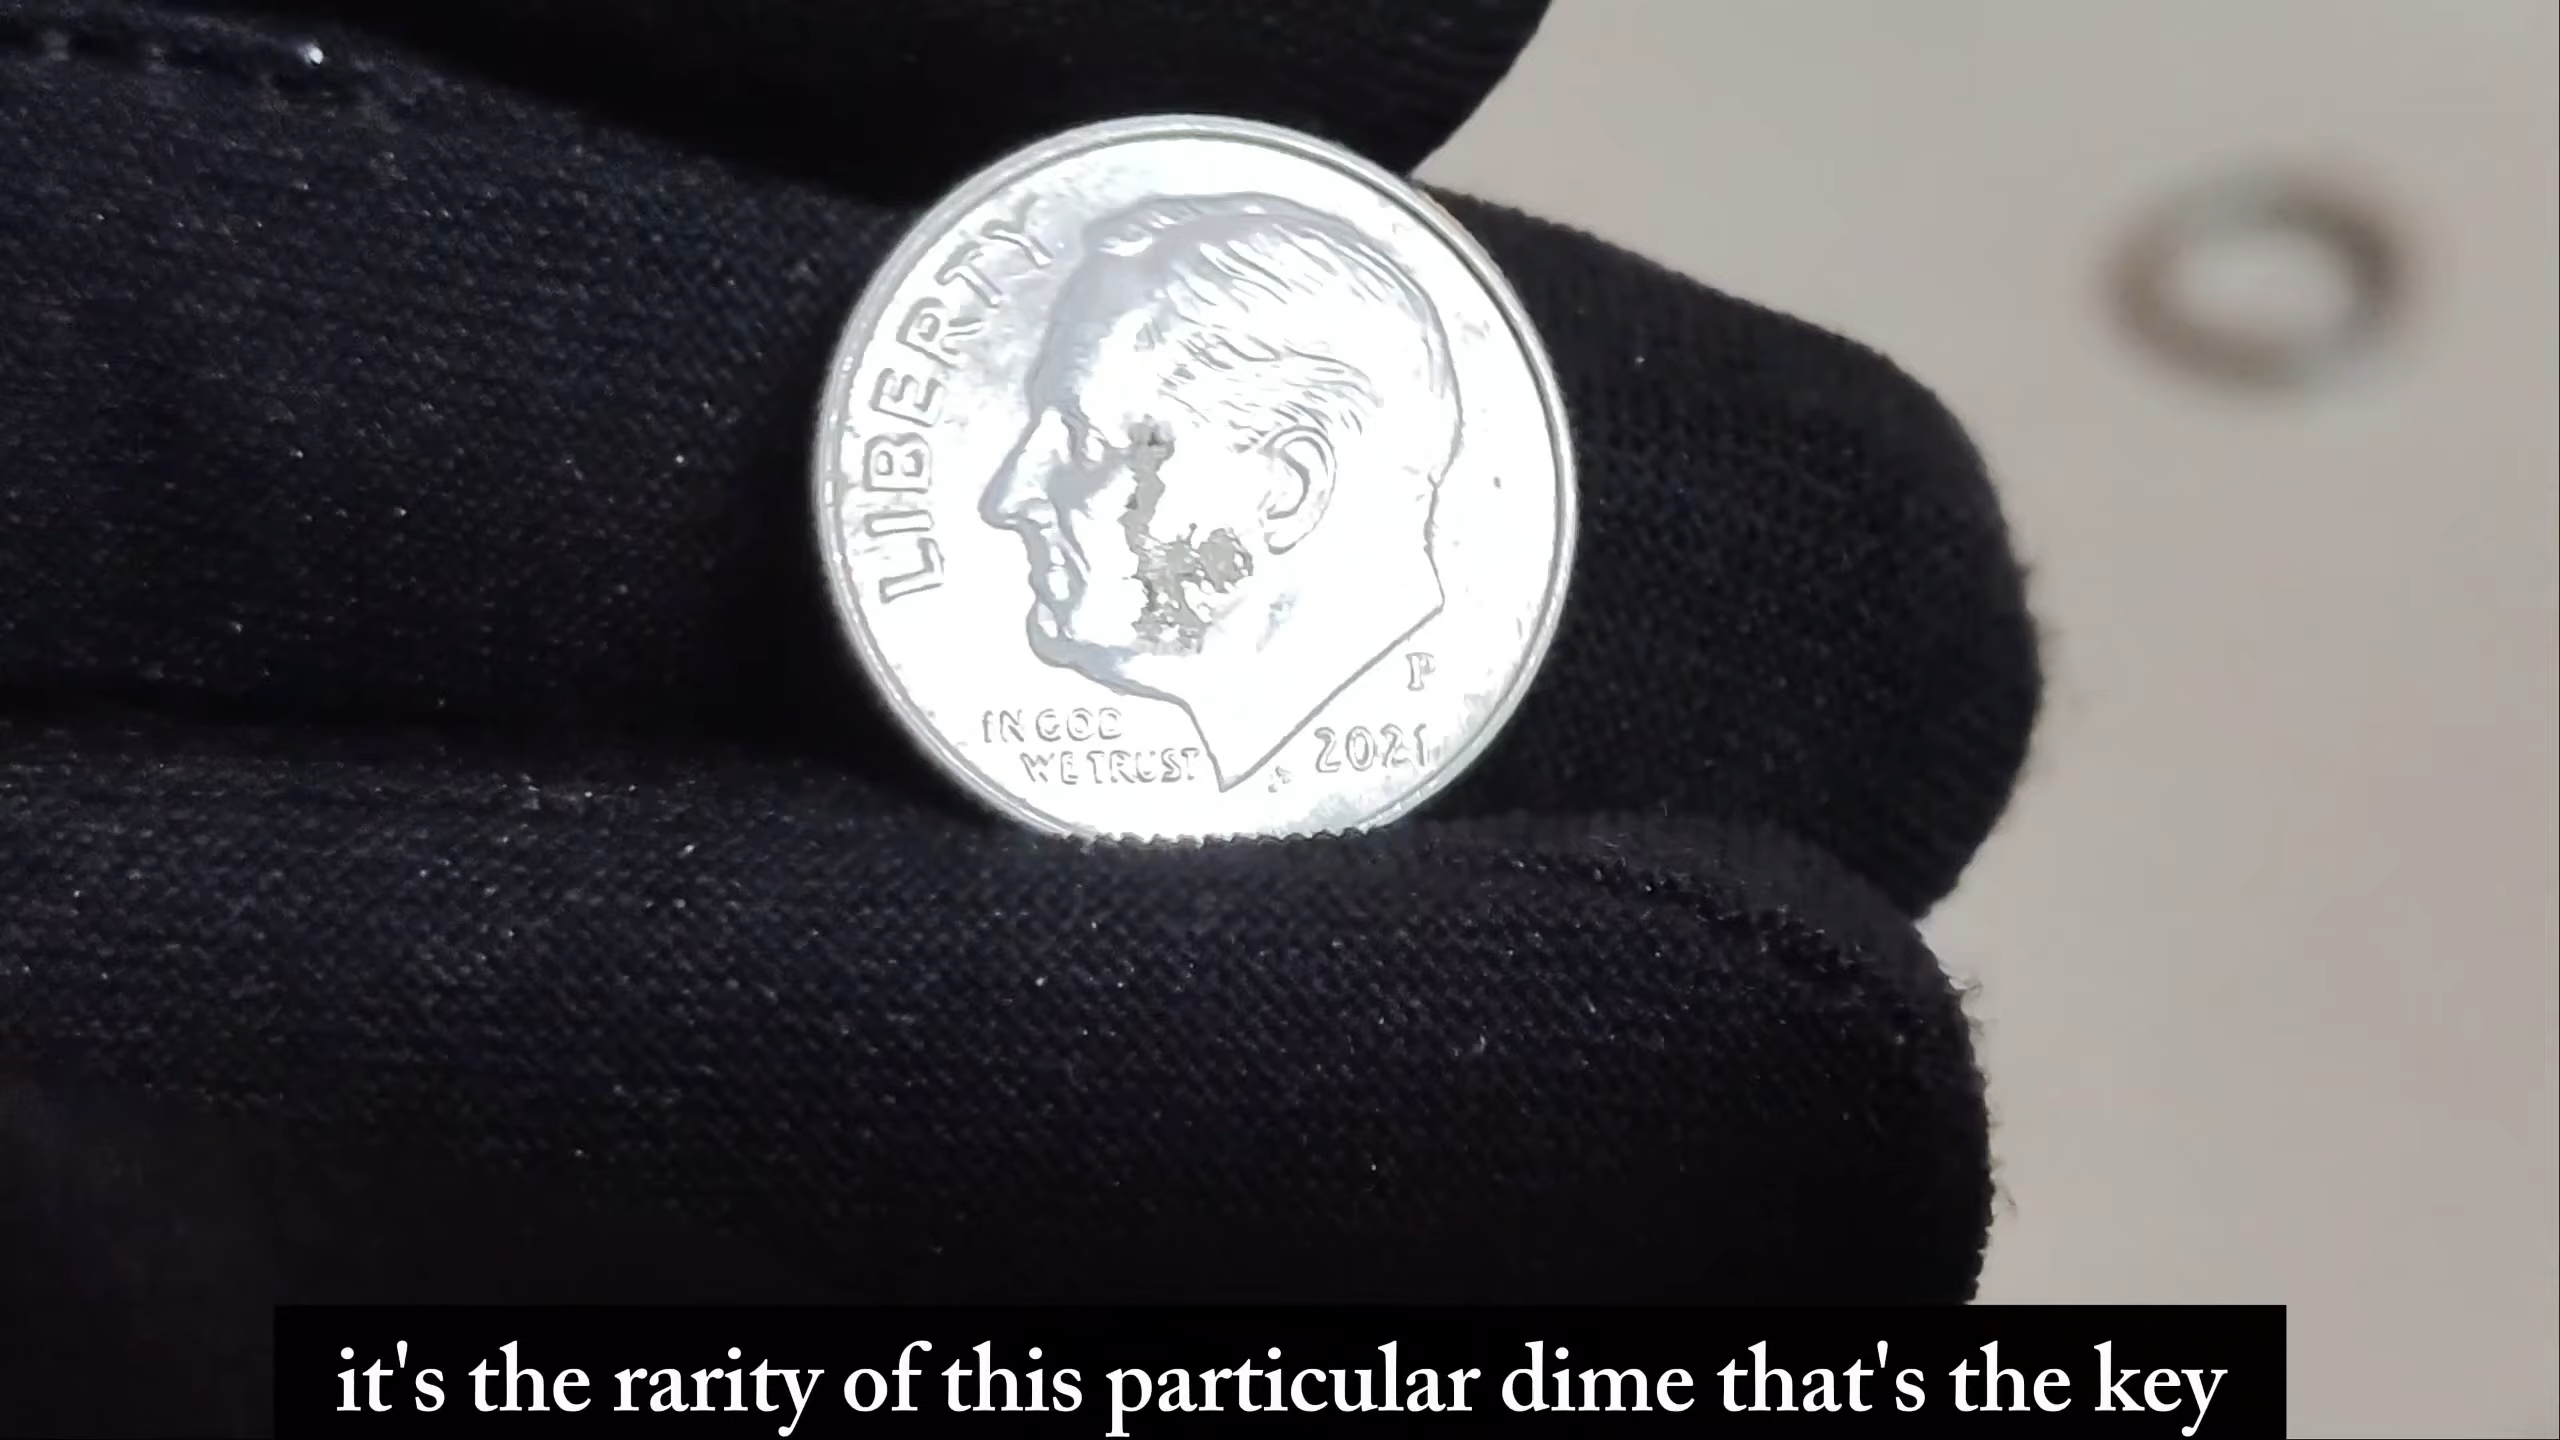 LIBERTY
P
IN GOD
WE TRUST
2021
it's the rarity of this particular dime that's the key